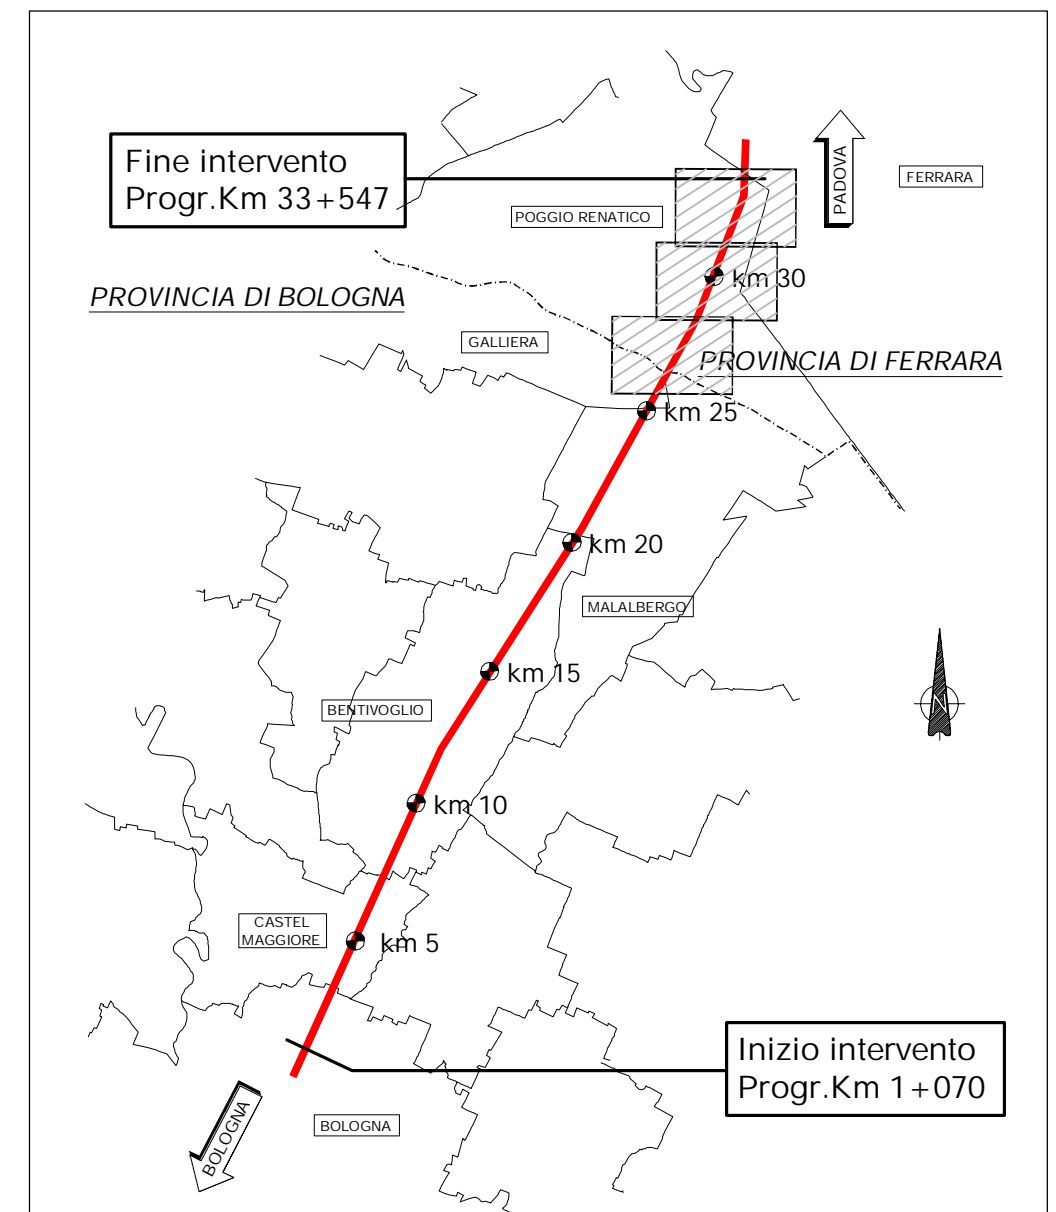 Fine intervento
Progr.Km 33+547
PADOVA
FERRARA
POGGIO RENATICO
km 30
PROVINCIA DI BOLOGNA
GALLIERA
PROVINCIA DI FERRARA
km 25
km 20
MALALBERGO
km 15
BENTIVOGLIO
N
km 10
CASTEL
MAGGIORE
km 5
Inizio intervento
Progr.Km 1+070
BOLOGNA
BOLOGNA